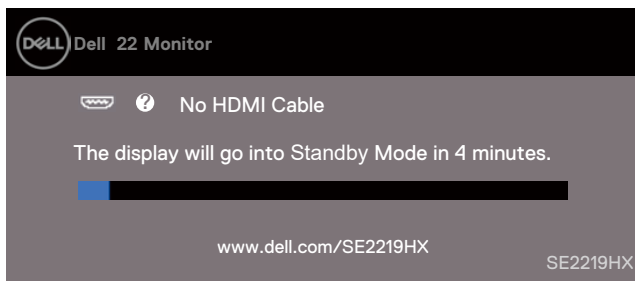 DELL
Dell 22 Monitor
No HDMI Cable
The display will go into Standby Mode in 4 minutes.
www.dell.com/SE2219HX
SE2219HX